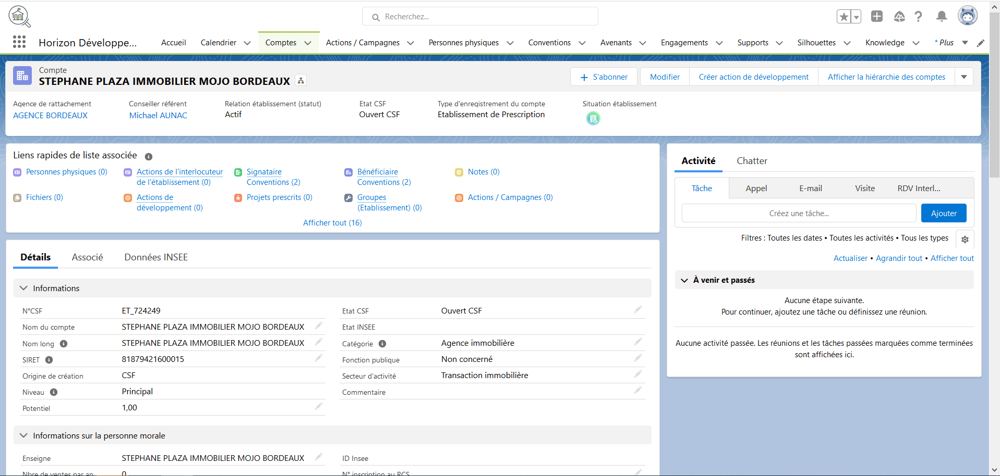 Recherchez...
Horizon Développe...
Accueil
Calendrier
Comptes
Actions / Campagnes
Personnes physiques
Conventions
Avenants
Engagements
Supports
Silhouettes
Knowledge
* Plus
Compte
STEPHANE PLAZA IMMOBILIER MOJO BORDEAUX
S'abonner
Modifier
Créer action de développement
Afficher la hiérarchie des comptes
Agence de rattachement
AGENCE BORDEAUX
Conseiller référent
Michael AUNAC
Relation établissement (statut)
Actif
Etat CSF
Ouvert CSF
Type d'enregistrement du compte
Etablissement de Prescription
Situation établissement
Liens rapides de liste associée
Personnes physiques (0)
Actions de l'interlocuteur
de l'établissement (0)
Signataire
Conventions (2)
Bénéficiaire
Conventions (2)
Notes (0)
Fichiers (0)
Actions de
développement (0)
Projets prescrits (0)
Groupes
(Etablissement) (0)
Actions / Campagnes (0)
Afficher tout (16)
Détails
Associé
Données INSEE
Informations
N°CSF
ET_724249
Nom du compte
STEPHANE PLAZA IMMOBILIER MOJO BORDEAUX
Nom long
STEPHANE PLAZA IMMOBILIER MOJO BORDEAUX
SIRET
81879421600015
Origine de création
CSF
Niveau
Principal
Potentiel
1,00
Etat CSF
Ouvert CSF
Etat INSEE
Catégorie
Agence immobilière
Fonction publique
Non concerné
Secteur d'activité
Transaction immobilière
Commentaire
Informations sur la personne morale
Enseigne
STEPHANE PLAZA IMMOBILIER MOJO BORDEAUX
ID Insee
Nbre de ventes par an
0
N° inscription au RCS
Activité
Chatter
Tâche
Appel
E-mail
Visite
RDV Interl...
Créez une tâche...
Ajouter
Filtres : Toutes les dates • Toutes les activités • Tous les types
Actualiser • Agrandir tout • Afficher tout
À venir et passés
Aucune étape suivante.
Pour continuer, ajoutez une tâche ou définissez une réunion.
Aucune activité passée. Les réunions et les tâches passées marquées comme terminées
sont affichées ici.